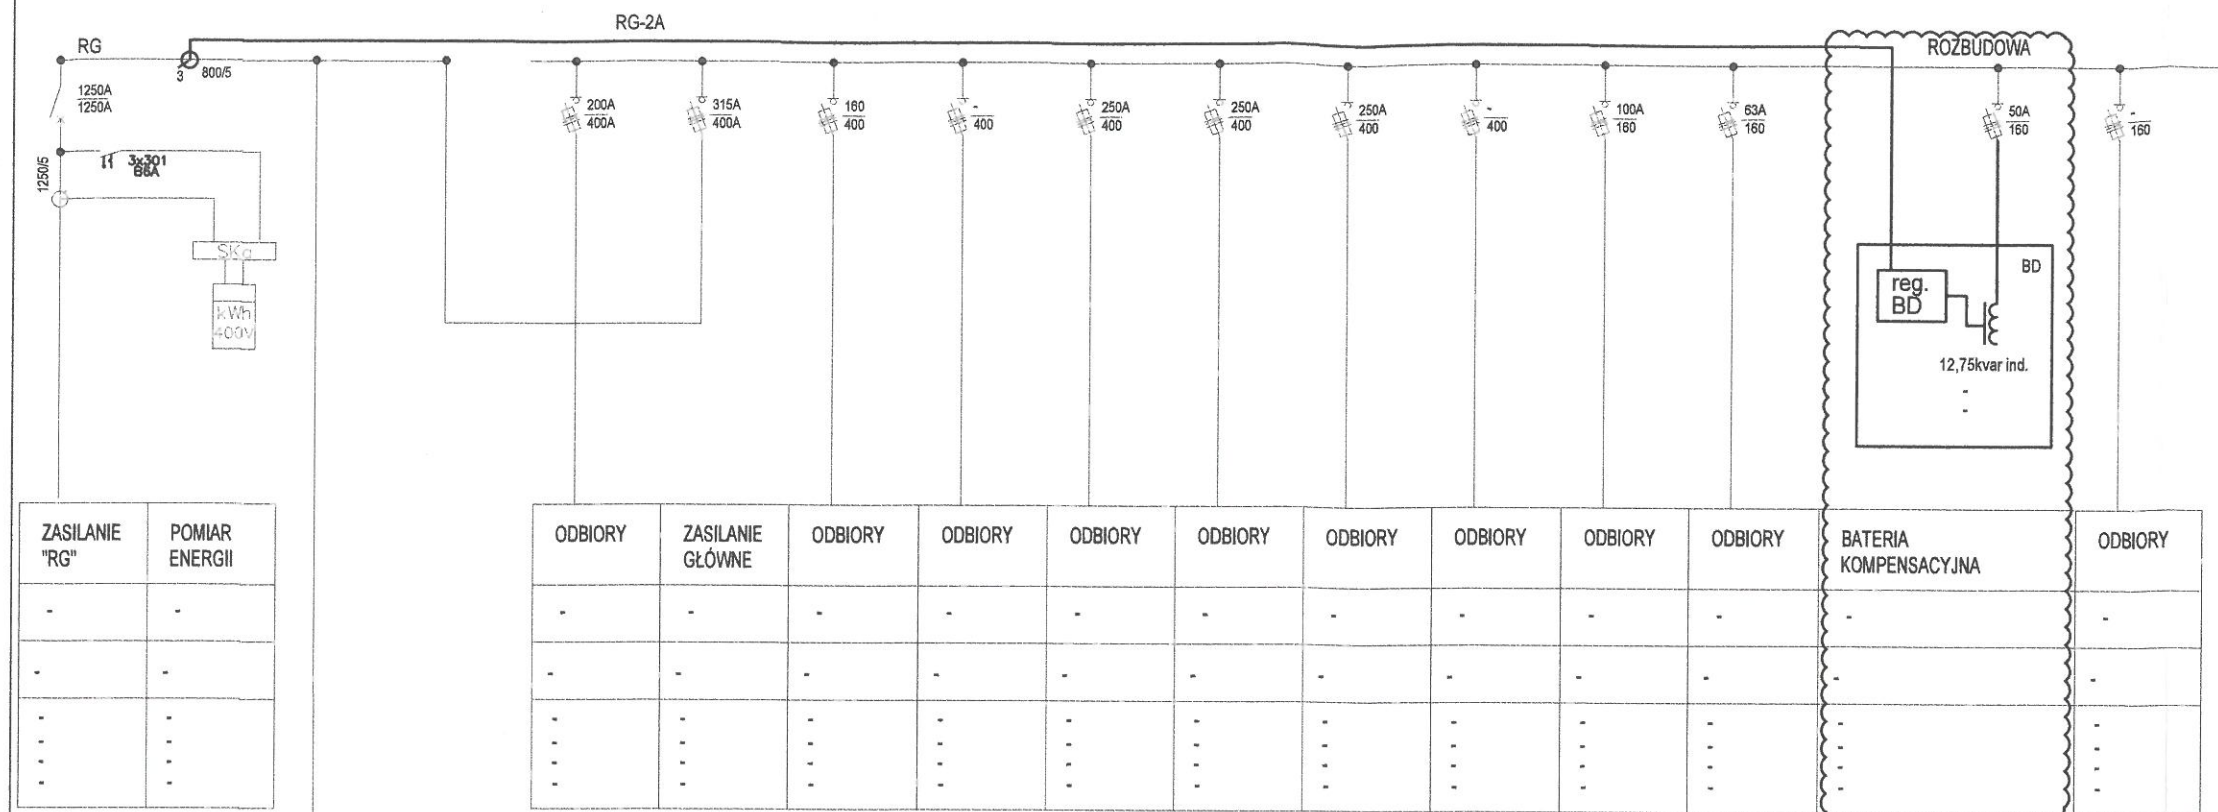 RG-2A
RG
ROZBUDOWA
3
800/5
1250A
1250A
200A
400A
315A
400A
160
400
-
400
250A
400
250A
400
250A
400
-
400
100A
160
63A
160
50A
160
-
160
1250/5
3x301
B6A
SKa
kWh
400V
BD
reg.
BD
12,75kvar ind.
-
-
ZASILANIE
"RG"
POMIAR
ENERGII
ODBIORY
ZASILANIE
GŁÓWNE
ODBIORY
ODBIORY
ODBIORY
ODBIORY
ODBIORY
ODBIORY
ODBIORY
ODBIORY
BATERIA
KOMPENSACYJNA
ODBIORY